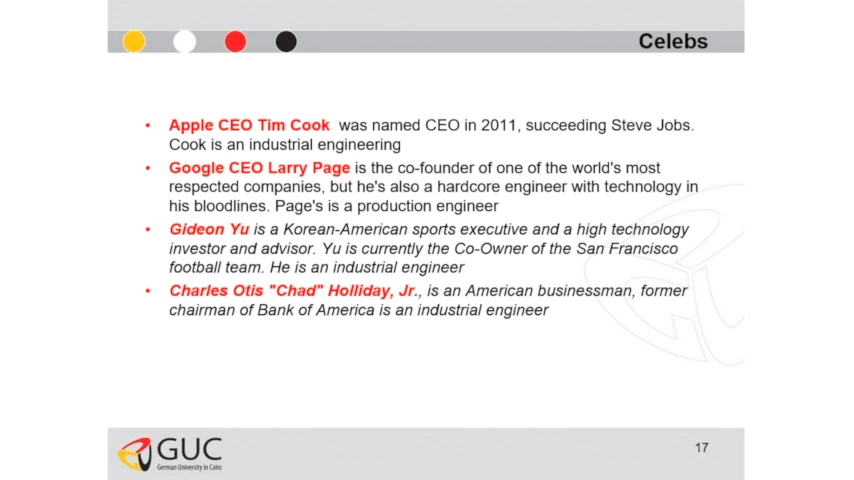 Celebs
• Apple CEO Tim Cook was named CEO in 2011, succeeding Steve Jobs.
Cook is an industrial engineering
• Google CEO Larry Page is the co-founder of one of the world's most
respected companies, but he's also a hardcore engineer with technology in
his bloodlines. Page's is a production engineer
• Gideon Yu is a Korean-American sports executive and a high technology
investor and advisor. Yu is currently the Co-Owner of the San Francisco
football team. He is an industrial engineer
• Charles Otis "Chad" Holliday, Jr., is an American businessman, former
chairman of Bank of America is an industrial engineer
GUC
German University in Cairo
17